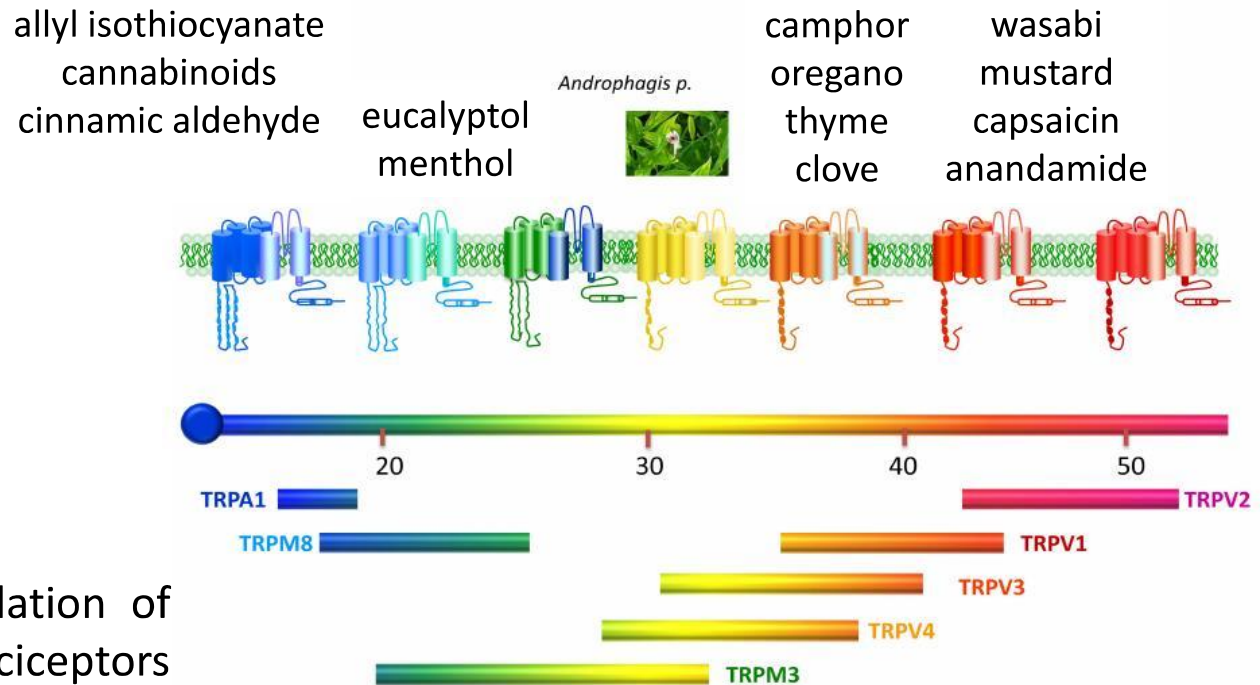 allyl isothiocyanate
cannabinoids
cinnamic aldehyde
eucalyptol
menthol
Androphagis p.
camphor
oregano
thyme
clove
wasabi
mustard
capsaicin
anandamide
20
30
40
50
TRPA1
TRPV2
TRPM8
TRPV1
TRPV3
TRPV4
TRPM3
lation of
ciceptors